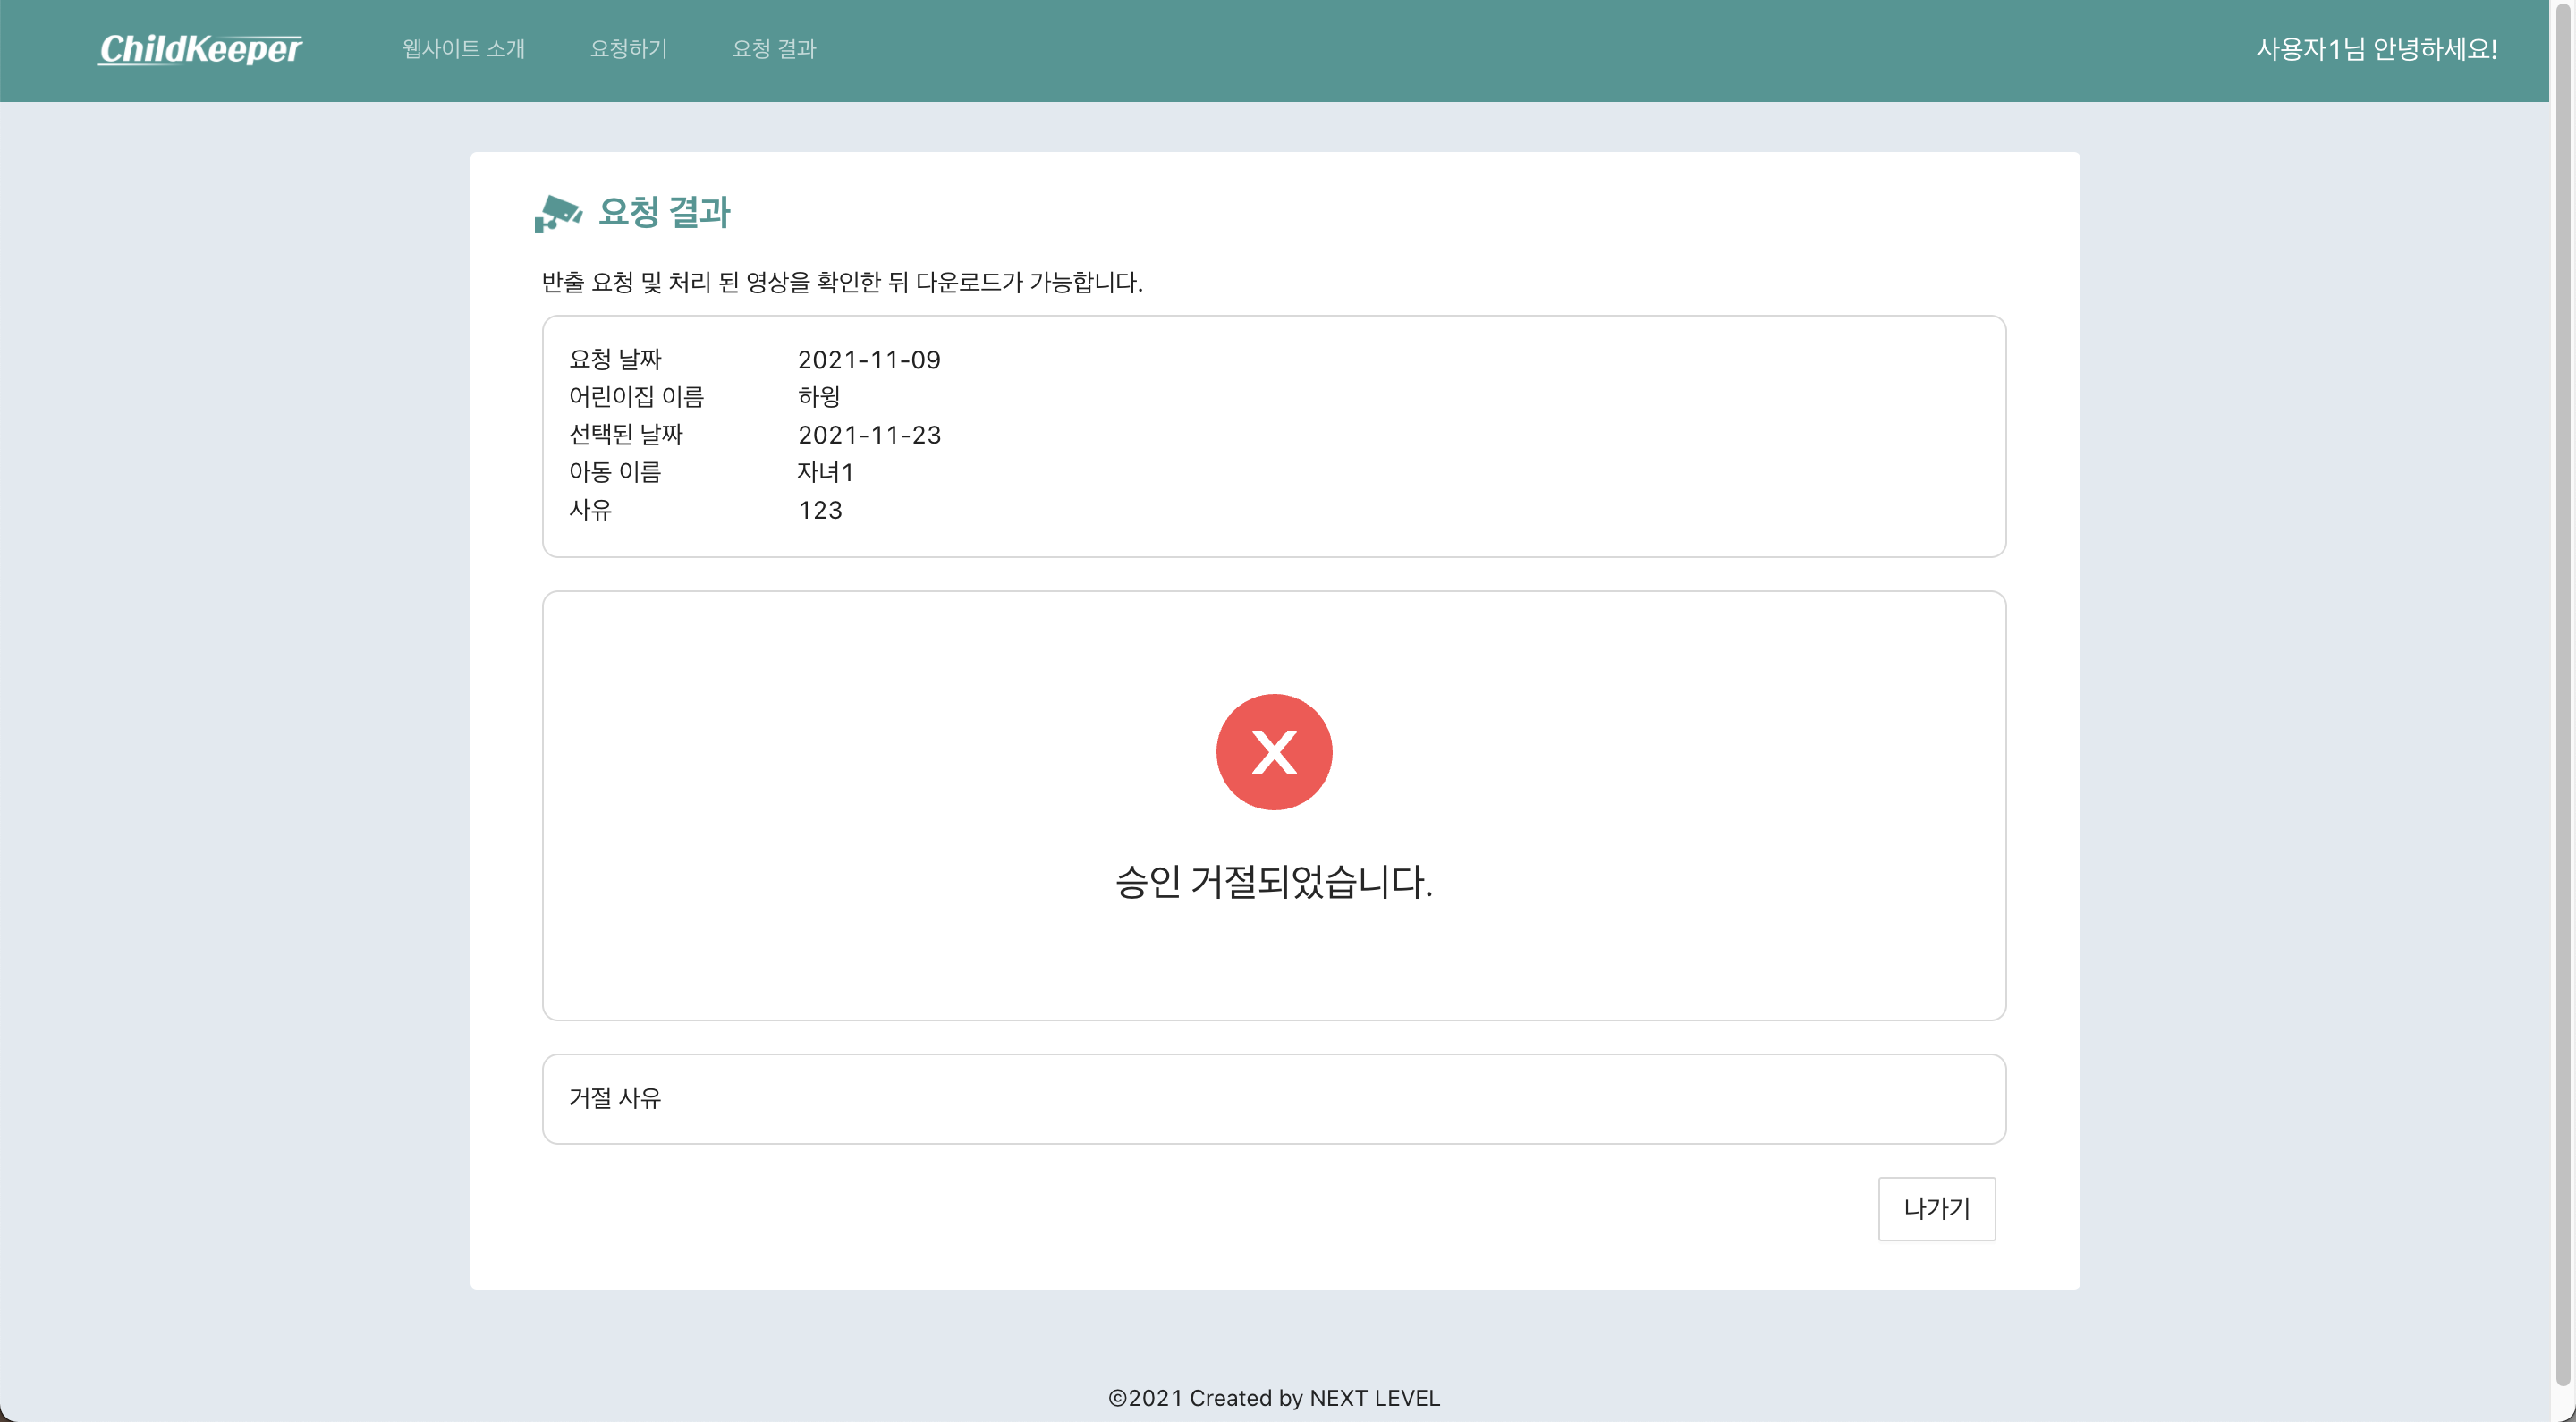 ChildKeeper 웹사이트 소개 요청하기 요청 결과 사용자1님 안녕하세요!
요청 결과
반출 요청 및 처리 된 영상을 확인한 뒤 다운로드가 가능합니다.
요청 날짜 2021-11-09
어린이집 이름 하윙
선택된 날짜 2021-11-23
아동 이름 자녀1
사유 123
X
승인 거절되었습니다.
거절 사유
나가기
©2021 Created by NEXT LEVEL